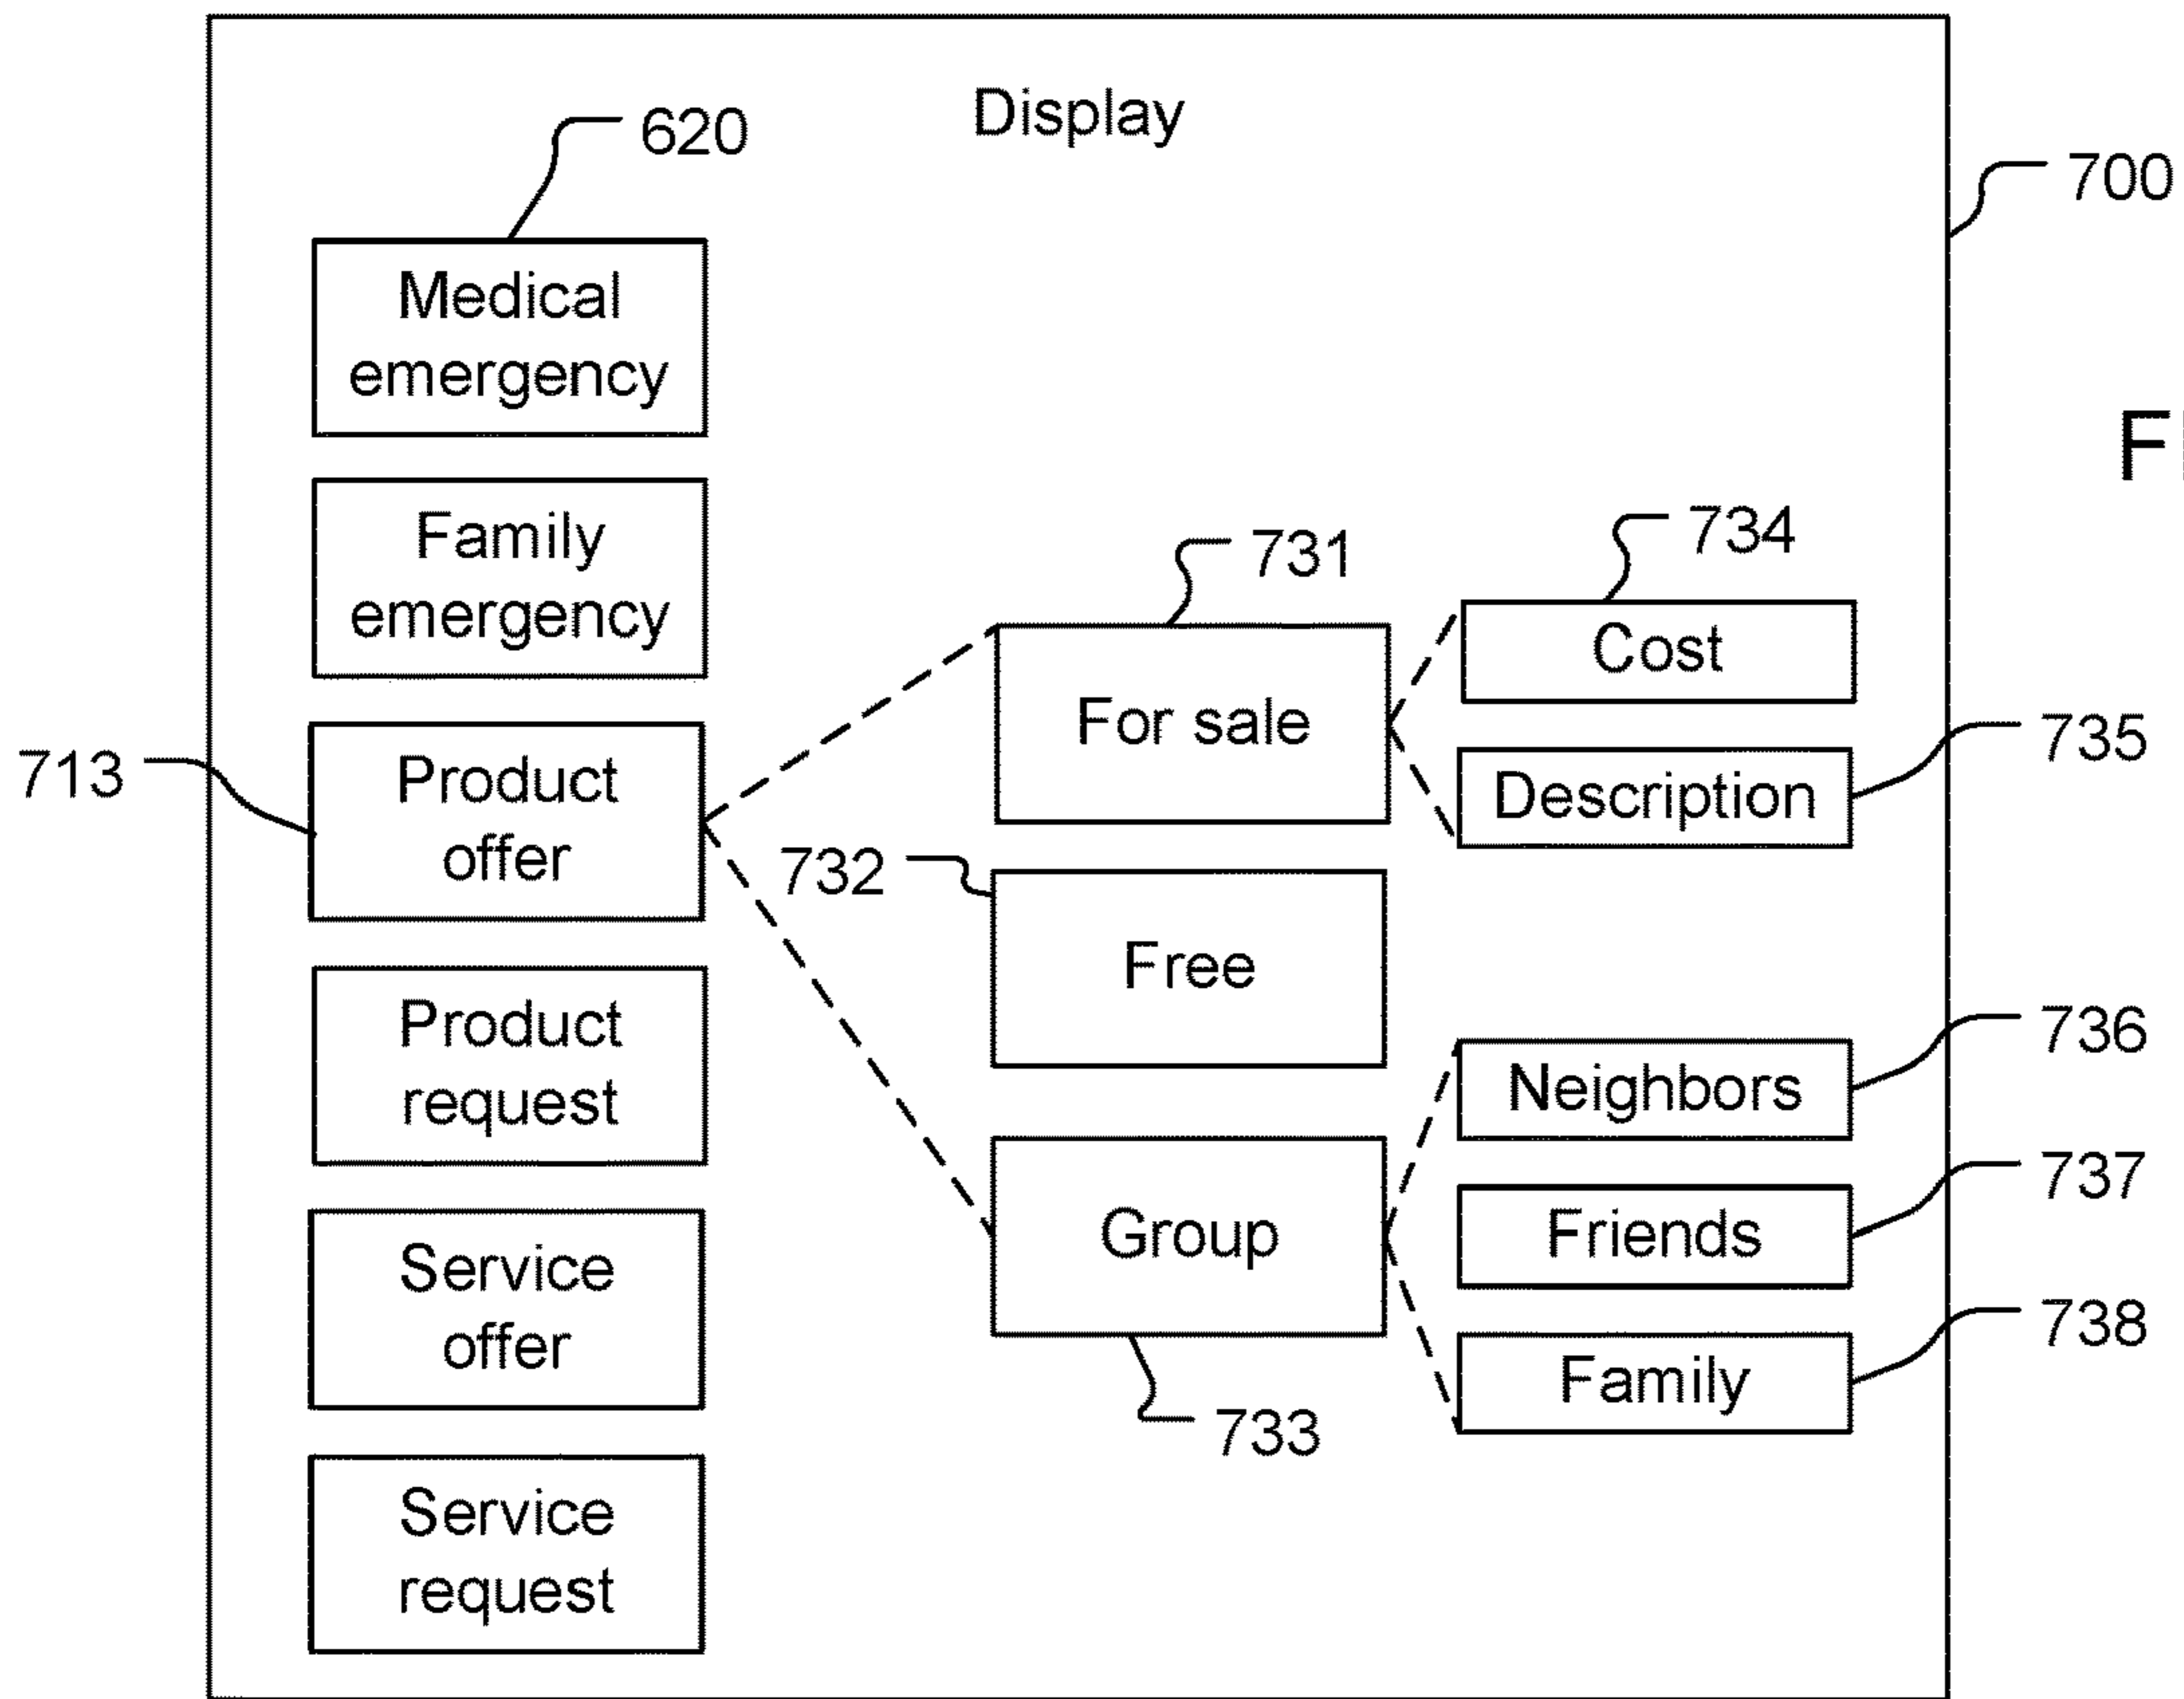 Display
620
700
Medical
emergency
FI
Family
emergency
731
734
For sale
Cost
735
Description
713
Product
offer
732
Free
Product
request
736
Neighbors
737
Friends
Group
738
Family
733
Service
offer
Service
request